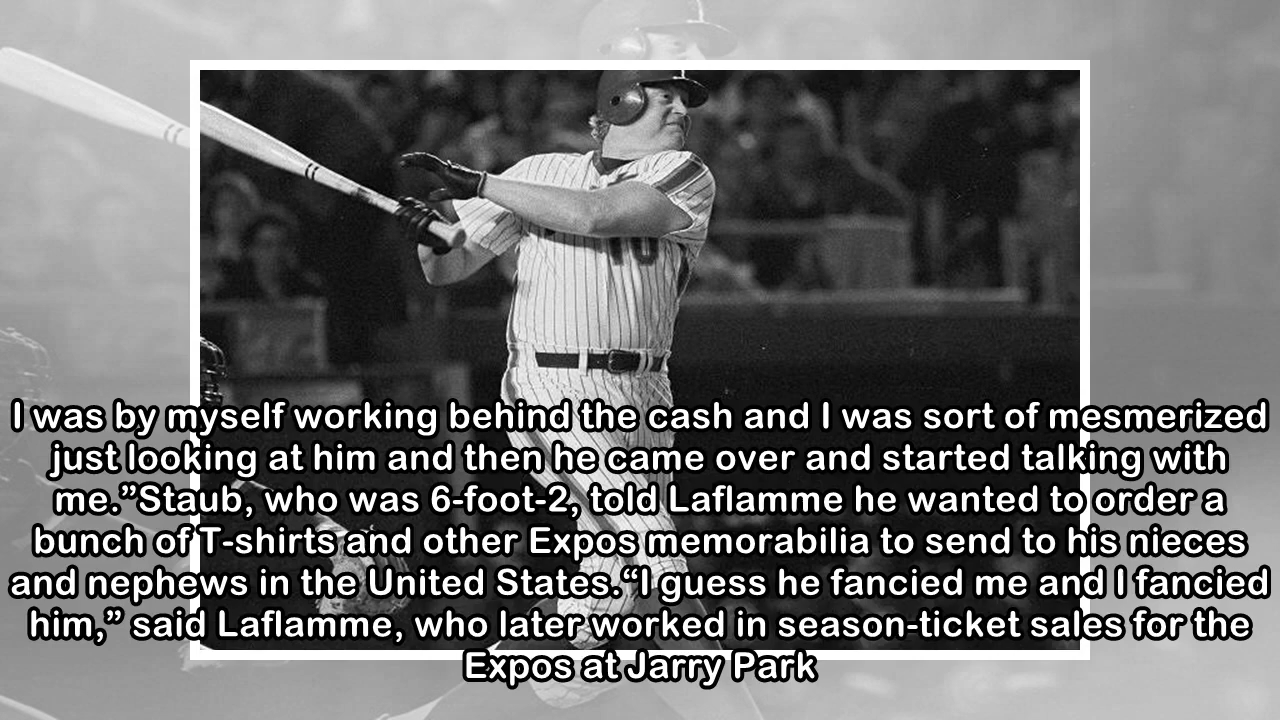 10
I was by myself working behind the cash and I was sort of mesmerized
just looking at him and then he came over and started talking with
me.”Staub, who was 6-foot-2, told Laflamme he wanted to order a
bunch of T-shirts and other Expos memorabilia to send to his nieces
and nephews in the United States.“I guess he fancied me and I fancied
him,” said Laflamme, who later worked in season-ticket sales for the
Expos at Jarry Park